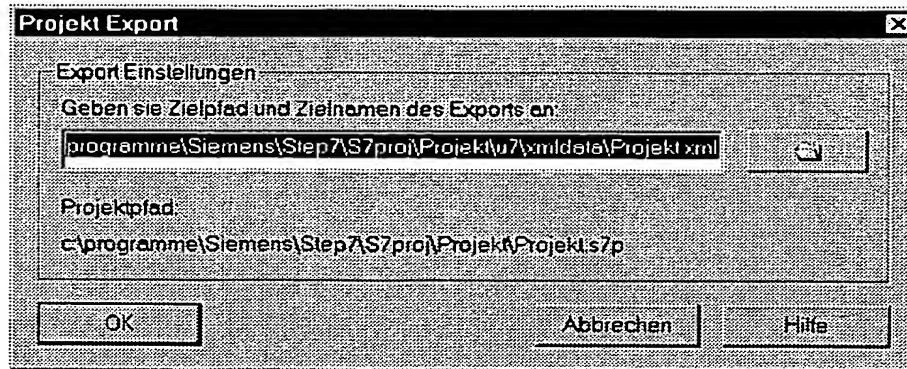 Projekt Export
Export Einstellungen
Geben sie Zielpfad und Zielnamen des Exports an:
programme\Siemens\Step7\S7proj\Projekt\u7\xmldata\Projekt.xml
Projektpfad:
c:\programme\Siemens\Step7\S7proj\Projekt\Projekt.s7p
OK Abbrechen Hilfe